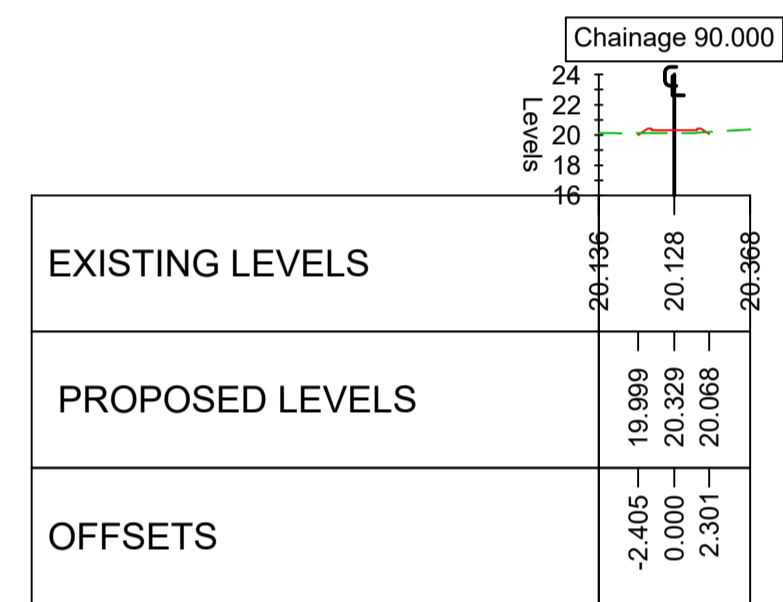 Chainage 90.000
CL
24
22
20
18
16
Levels
EXISTING LEVELS
20.136
20.128
20.368
PROPOSED LEVELS
19.999
20.329
20.068
OFFSETS
-2.405
0.000
2.301